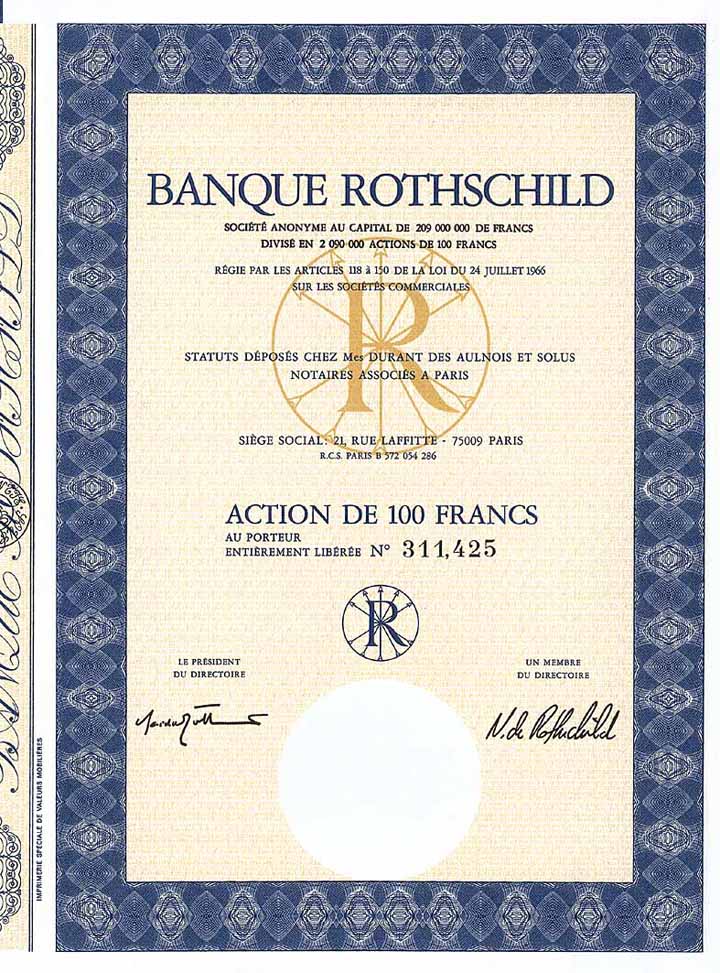 BANQUE ROTHSCHILD
SOCIÉTÉ ANONYME AU CAPITAL DE 209 000 000 DE FRANCS
DIVISÉ EN 2 090 000 ACTIONS DE 100 FRANCS
RÉGIE PAR LES ARTICLES 118 à 150 DE LA LOI DU 24 JUILLET 1966
SUR LES SOCIÉTÉS COMMERCIALES
R
STATUTS DÉPOSÉS CHEZ Mes DURANT DES AULNOIS ET SOLUS
NOTAIRES ASSOCIÉS A PARIS
SIÈGE SOCIAL: 21, RUE LAFFITTE - 75009 PARIS
R.C.S. PARIS B 572 054 286
ACTION DE 100 FRANCS
AU PORTEUR
ENTIÈREMENT LIBÉRÉE N° 311,425
R
LE PRÉSIDENT
DU DIRECTOIRE
UN MEMBRE
DU DIRECTOIRE
N. de Rothschild
IMPRIMERIE SPECIALE DE VALEURS MOBILIÈRES